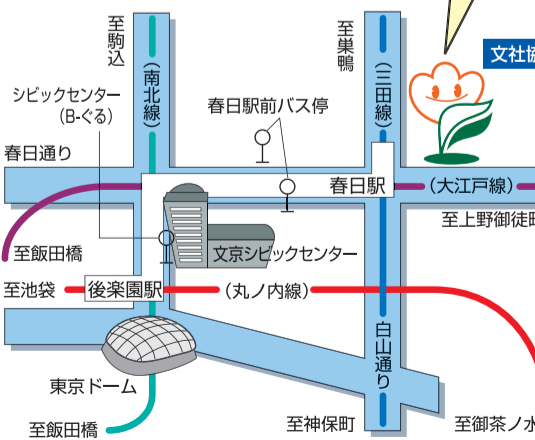 至駒込
(南北線)
至巣鴨
(三田線)
文社協
シビックセンター
(B-ぐる)
春日駅前バス停
春日通り
春日駅
(大江戸線)
至上野御徒町
至飯田橋
文京シビックセンター
至池袋
後楽園駅
(丸ノ内線)
白山通り
東京ドーム
至飯田橋
至神保町
至御茶ノ水